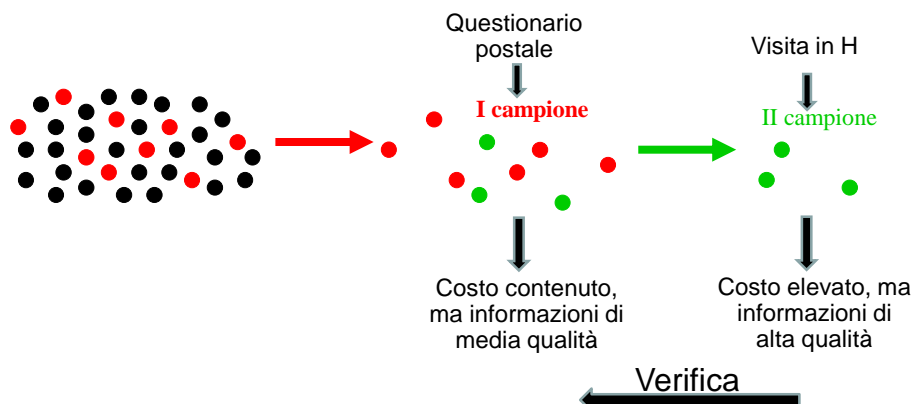 Questionario
postale
Visita in H
I campione
II campione
Costo contenuto,
ma informazioni di
media qualità
Costo elevato, ma
informazioni di
alta qualità
Verifica